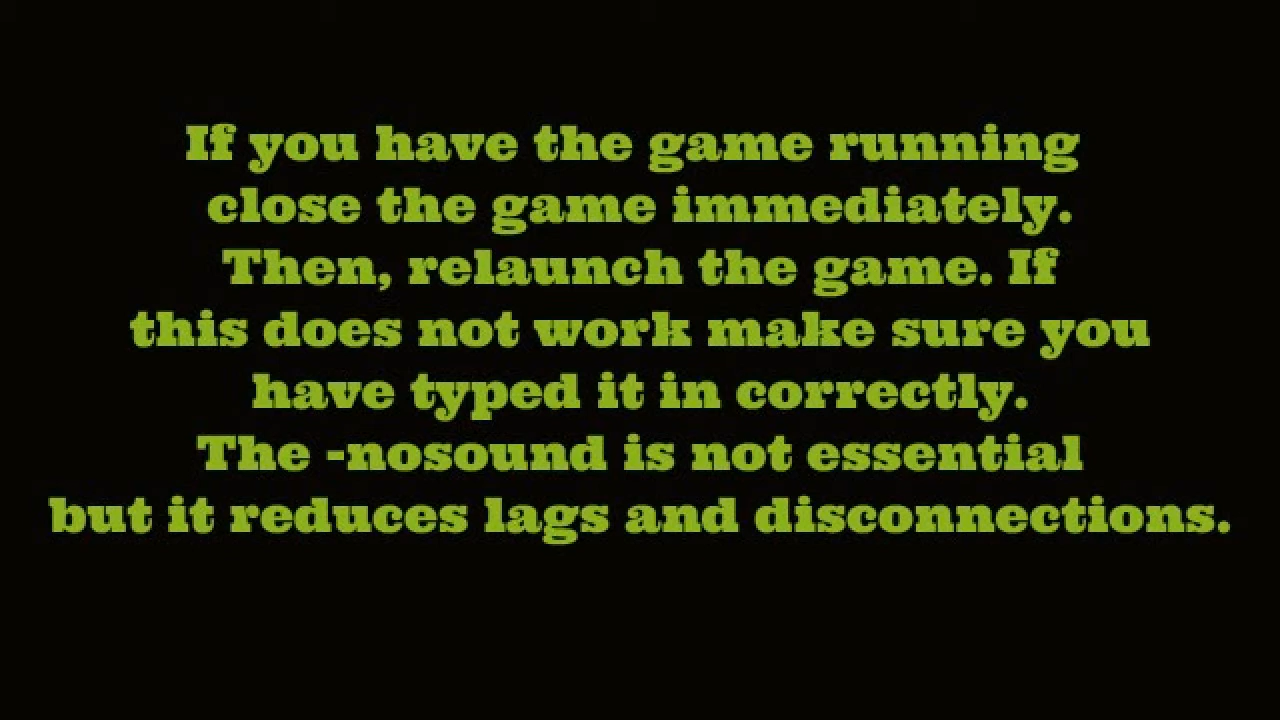 If you have the game running
close the game immediately.
Then, relaunch the game. If
this does not work make sure you
have typed it in correctly.
The -nosound is not essential
but it reduces lags and disconnections.